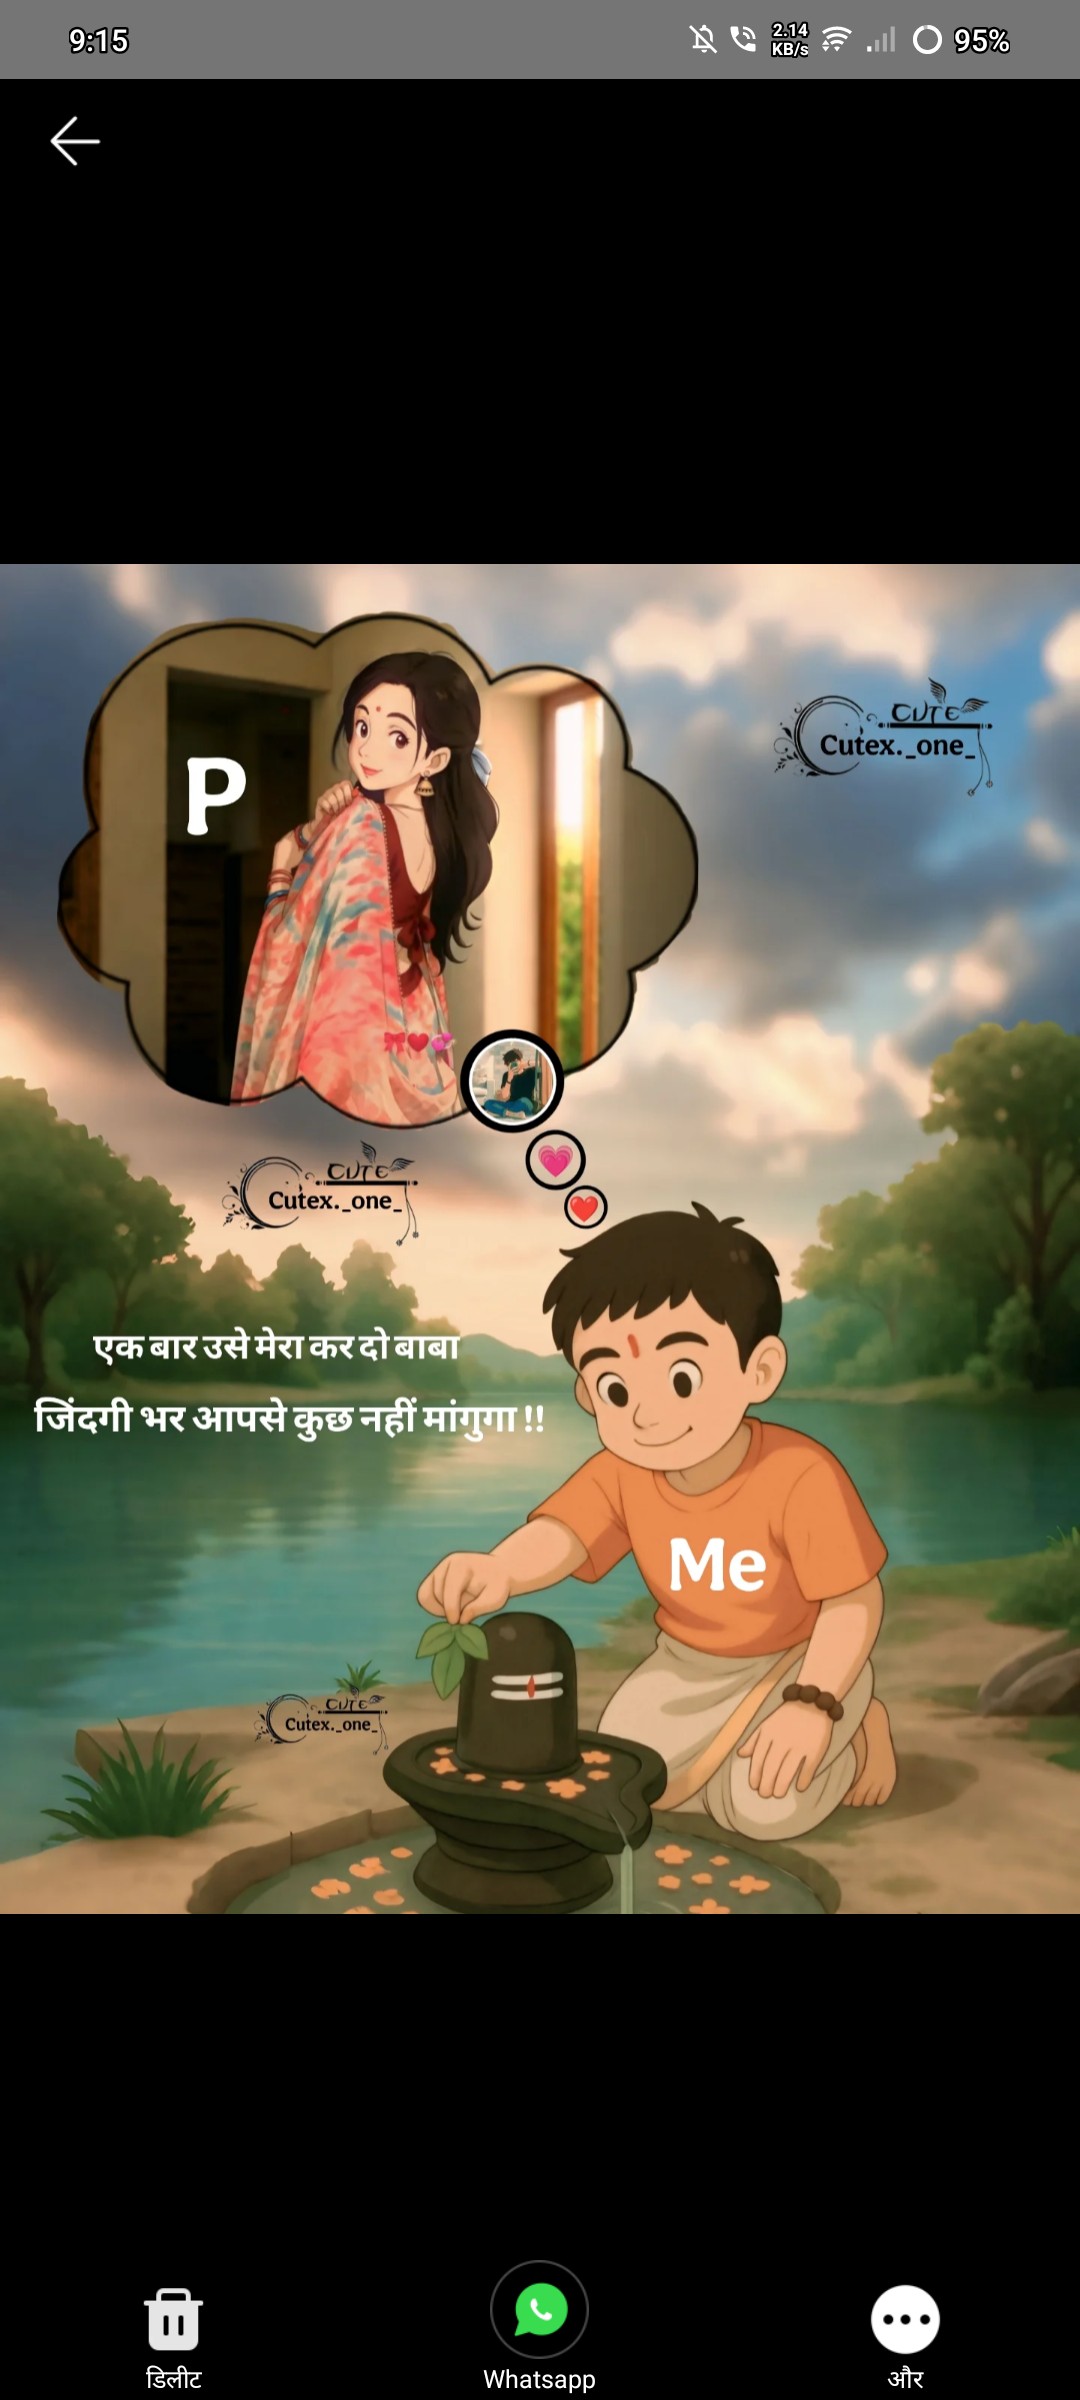 9:15
2.14
KB/s
95%
P
CUTE
Cutex._one_
CUTE
Cutex._one_
एक बार उसे मेरा कर दो बाबा
जिंदगी भर आपसे कुछ नहीं मांगुगा !!
Me
CUTE
Cutex._one_
डिलीट
Whatsapp
और